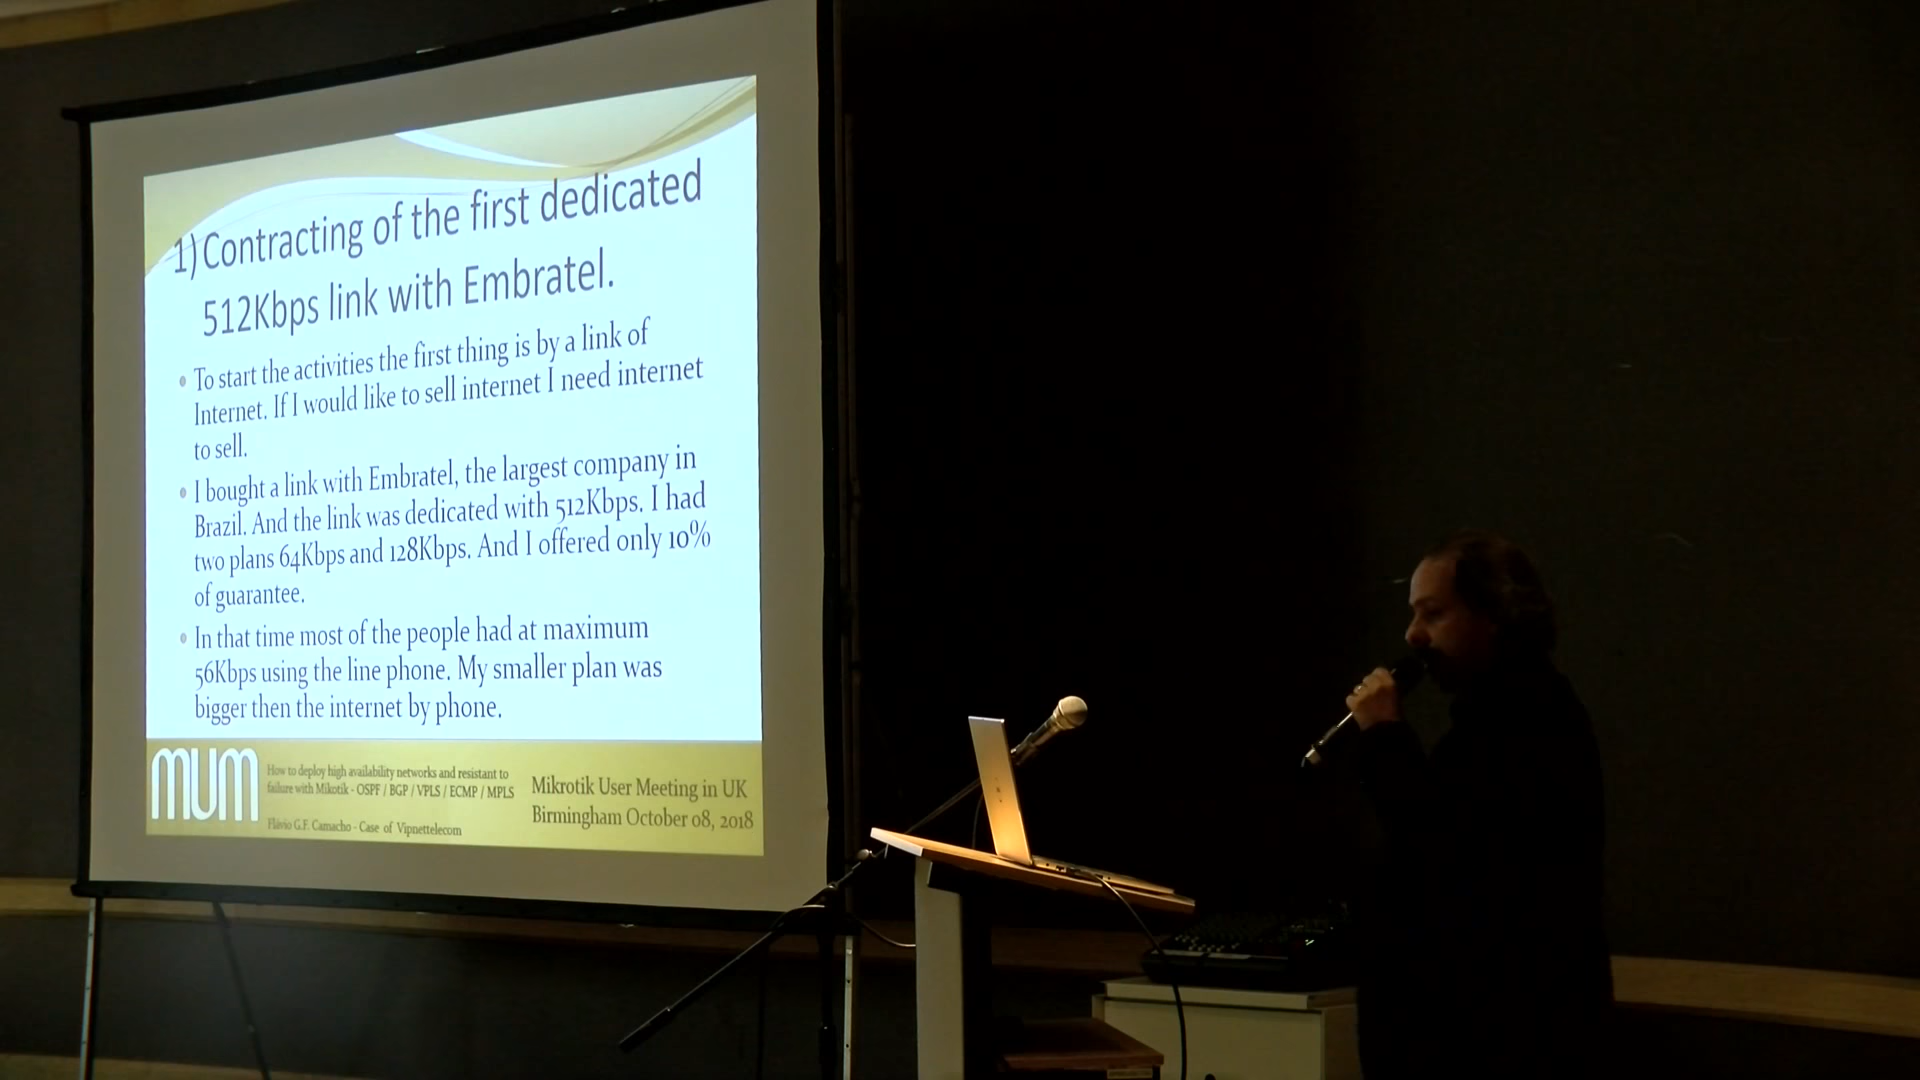 1) Contracting of the first dedicated
512Kbps link with Embratel.
• To start the activities the first thing is by a link of
Internet. If I would like to sell internet I need internet
to sell.
• I bought a link with Embratel, the largest company in
Brazil. And the link was dedicated with 512Kbps. I had
two plans 64Kbps and 128Kbps. And I offered only 10%
of guarantee.
• In that time most of the people had at maximum
56Kbps using the line phone. My smaller plan was
bigger then the internet by phone.
MUM
How to deploy high availability networks and resistant to
failure with Mikotik - OSPF / BGP / VPLS / ECMP / MPLS
Flávio G.F. Camacho - Case of Vipnettelecom
Mikrotik User Meeting in UK
Birmingham October 08, 2018